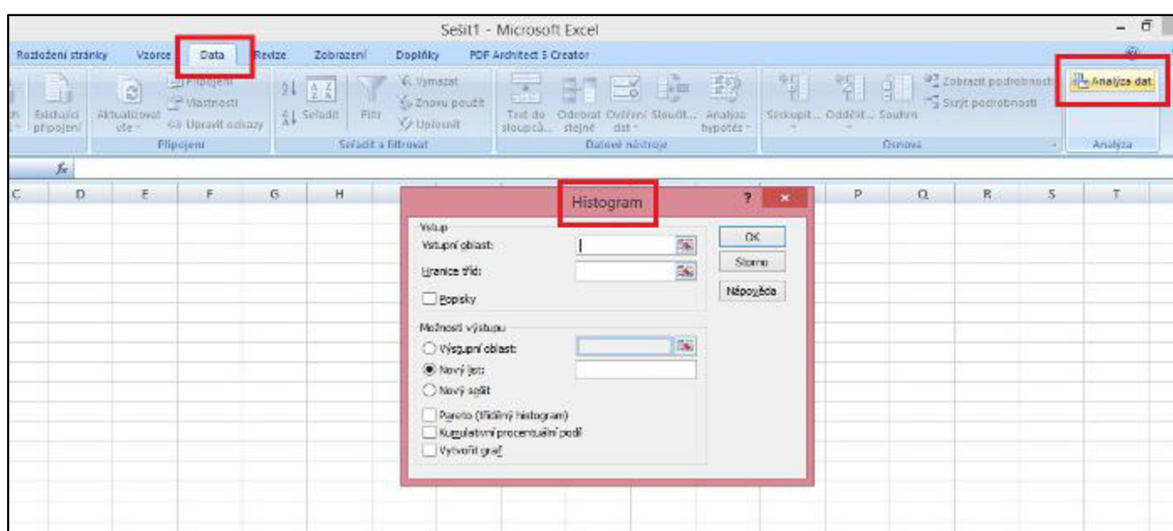 Sešit1 - Microsoft Excel
Rozložení stránky Vzorce Data Revize Zobrazení Doplňky PDF Architect 5 Creator
Existující připojení Aktualizovat vše Připojení Vlastnosti Upravit odkazy Seřadit Filtr Vymazat Znovu použít Upřesnit Text do sloupců... Odebrat stejné Ověření dat Sloučit... Analýza hypotéz Seskupit... Oddělit... Souhrn Zobrazit podrobnosti Skrýt podrobnosti Analýza dat
Připojení Seřadit a filtrovat Datové nástroje Osnova Analýza
fx
C D E F G H P Q R S T
Histogram ? ×
Vstup
Vstupní oblast: OK
Hranice tříd: Storno
Popisky Nápověda
Možnosti výstupu
Výstupní oblast:
Nový list:
Nový sešit
Pareto (tříděný histogram)
Kumulativní procentuální podíl
Vytvořit graf